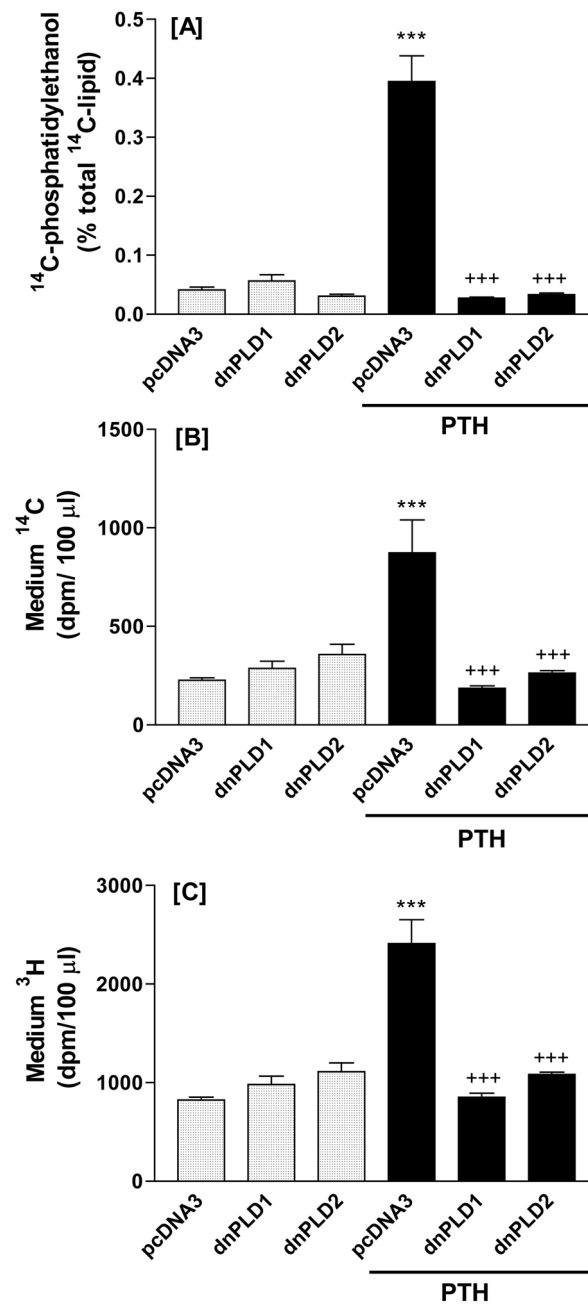 [A]
¹⁴C-phosphatidylethanol
(% total ¹⁴C-lipid)
0.5
0.4
0.3
0.2
0.1
0.0
***
+++ +++
pcDNA3 dnPLD1 dnPLD2 pcDNA3 dnPLD1 dnPLD2
PTH
[B]
Medium ¹⁴C
(dpm/ 100 µl)
1500
1000
500
0
***
+++ +++
pcDNA3 dnPLD1 dnPLD2 pcDNA3 dnPLD1 dnPLD2
PTH
[C]
Medium ³H
(dpm/100 µl)
3000
2000
1000
0
***
+++ +++
pcDNA3 dnPLD1 dnPLD2 pcDNA3 dnPLD1 dnPLD2
PTH